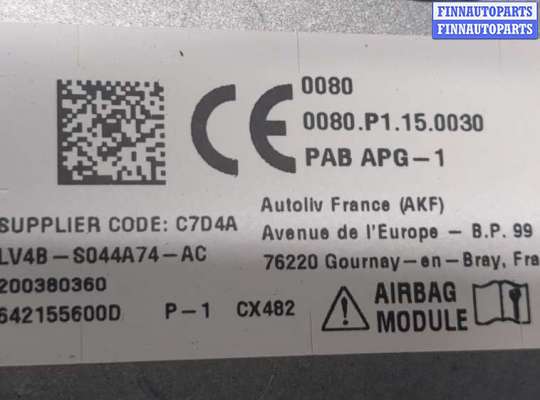 FINNAUTOPARTS
FINNAUTOPARTS
CE 0080
0080.P1.15.0030
PAB APG-1
SUPPLIER CODE: C7D4A
LV4B-S044A74-AC
200380360
642155600D P-1 CX482
Autoliv France (AKF)
Avenue de l'Europe - B.P. 99
76220 Gournay-en-Bray, Fra
AIRBAG
MODULE